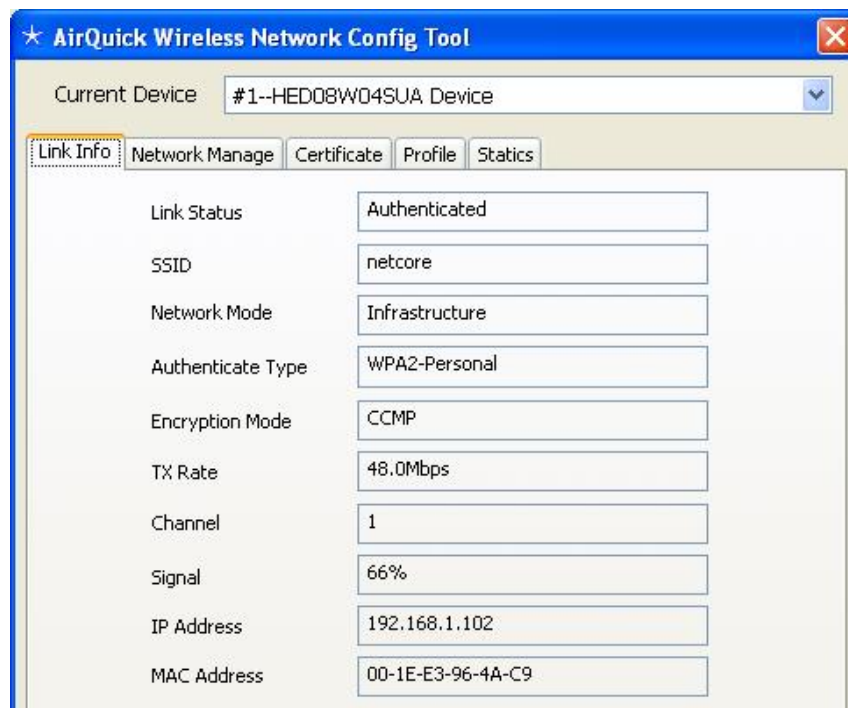 AirQuick Wireless Network Config Tool
Current Device #1--HED08W04SUA Device
Link Info Network Manage Certificate Profile Statics
Link Status Authenticated
SSID netcore
Network Mode Infrastructure
Authenticate Type WPA2-Personal
Encryption Mode CCMP
TX Rate 48.0Mbps
Channel 1
Signal 66%
IP Address 192.168.1.102
MAC Address 00-1E-E3-96-4A-C9